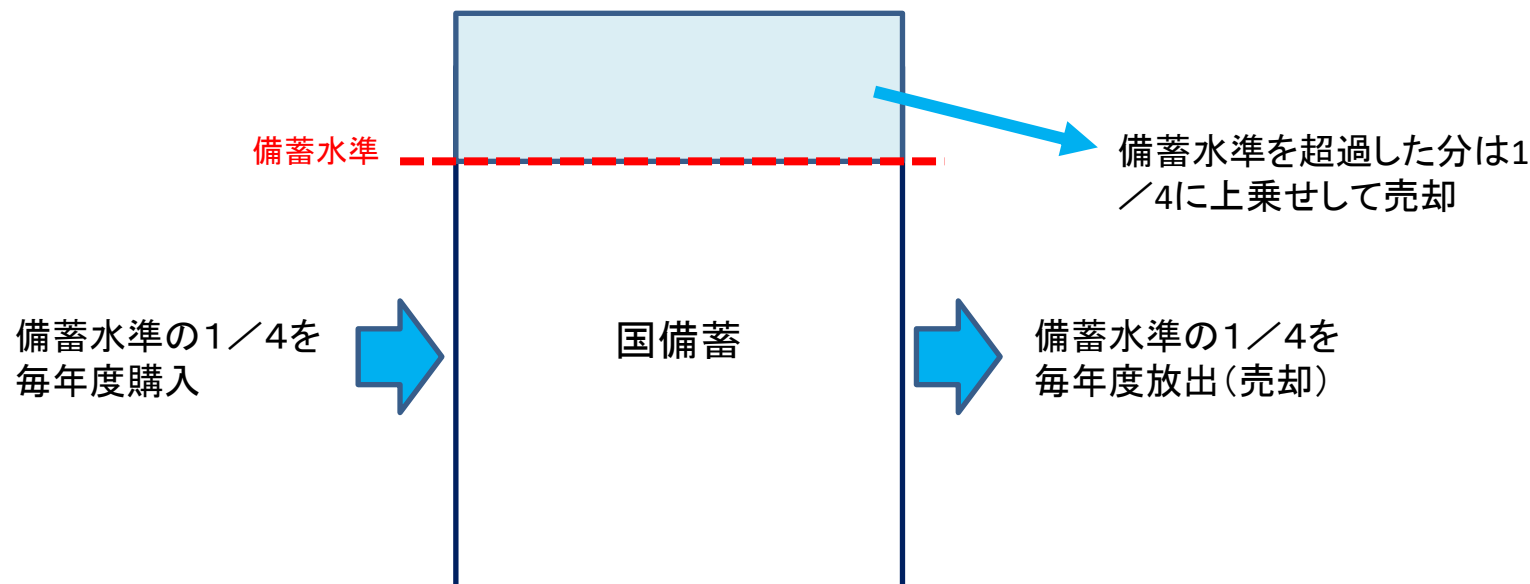 備蓄水準
備蓄水準を超過した分は1
／4に上乗せして売却
備蓄水準の１／４を
毎年度購入
国備蓄
備蓄水準の１／４を
毎年度放出（売却）